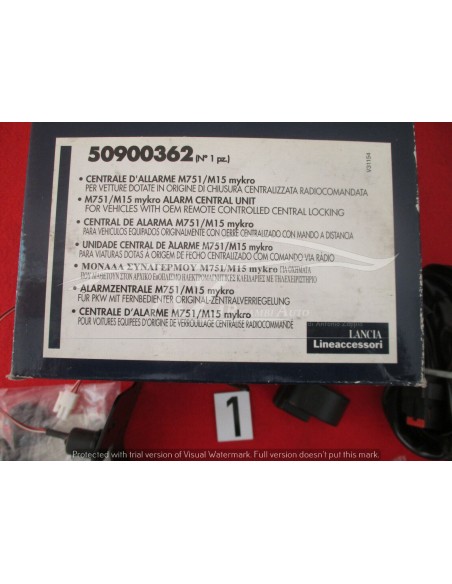 50900362 (N° 1 pz.)
V31154
• CENTRALE D'ALLARME M751/M15 mykro
PER VETTURE DOTATE IN ORIGINE DI CHIUSURA CENTRALIZZATA RADIOCOMANDATA
• M751/M15 mykro ALARM CENTRAL UNIT
FOR VEHICLES WITH OEM REMOTE CONTROLLED CENTRAL LOCKING
• CENTRAL DE ALARMA M751/M15 mykro
PARA VEHICULOS EQUIPADOS ORIGINALMENTE CON CIERRE CENTRALIZADO CON MANDO A DISTANCIA
• UNIDADE CENTRAL DE ALARME M751/M15 mykro
PARA VIATURAS DOTAS À ORIGEM DE FECHO CENTRALIZADO COM COMANDO VIA RÁDIO
• ΜΟΝΑΔΑ ΣΥΝΑΓΕΡΜΟΥ M751/M15 mykro ΓΙΑ ΟΧΗΜΑΤΑ
• ALARMZENTRALE M751/M15 mykro
FUR PKW MIT FERNBEDIENTER ORIGINAL-ZENTRALVERRIEGELUNG
• CENTRALE D'ALARME M751/M15 mykro
POUR VOITURES EQUIPEES D'ORIGINE DE VERROUILLAGE CENTRALISE RADIOCOMMANDE
LANCIA
Lineaccessori
1
Protected with trial version of Visual Watermark. Full version doesn't put this mark.